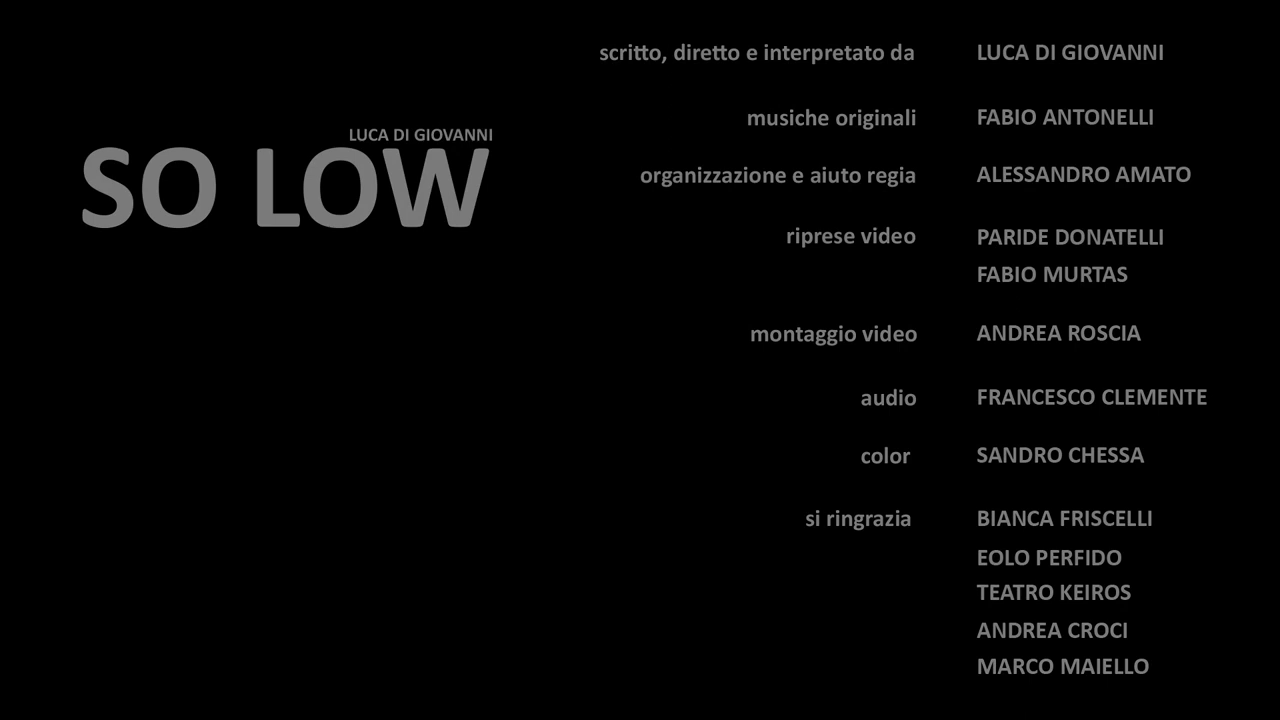 LUCA DI GIOVANNI
SO LOW
scritto, diretto e interpretato da LUCA DI GIOVANNI
musiche originali FABIO ANTONELLI
organizzazione e aiuto regia ALESSANDRO AMATO
riprese video PARIDE DONATELLI
FABIO MURTAS
montaggio video ANDREA ROSCIA
audio FRANCESCO CLEMENTE
color SANDRO CHESSA
si ringrazia BIANCA FRISCELLI
EOLO PERFIDO
TEATRO KEIROS
ANDREA CROCI
MARCO MAIELLO